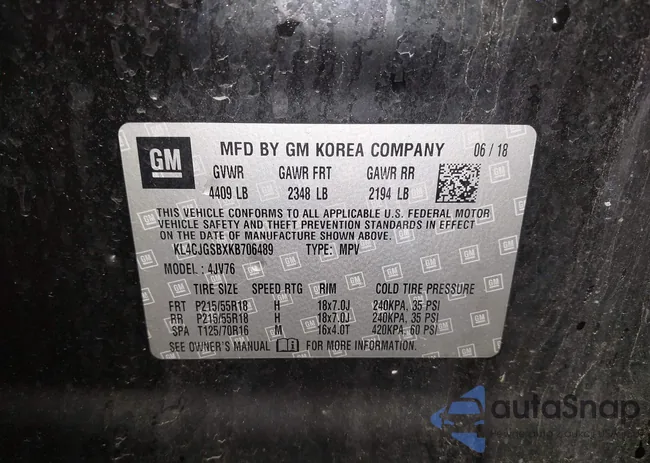 GM MFD BY GM KOREA COMPANY 06 / 18
GVWR GAWR FRT GAWR RR
4409 LB 2348 LB 2194 LB
THIS VEHICLE CONFORMS TO ALL APPLICABLE U.S. FEDERAL MOTOR
VEHICLE SAFETY AND THEFT PREVENTION STANDARDS IN EFFECT
ON THE DATE OF MANUFACTURE SHOWN ABOVE.
KL4CJGSBXKB706489 TYPE: MPV
MODEL : 4JV76
TIRE SIZE SPEED RTG RIM COLD TIRE PRESSURE
FRT P215/55R18 H 18x7.0J 240KPA, 35 PSI
RR P215/55R18 H 18x7.0J 240KPA, 35 PSI
SPA T125/70R16 M 16x4.0T 420KPA, 60 PSI
SEE OWNER'S MANUAL FOR MORE INFORMATION.
autoSnap